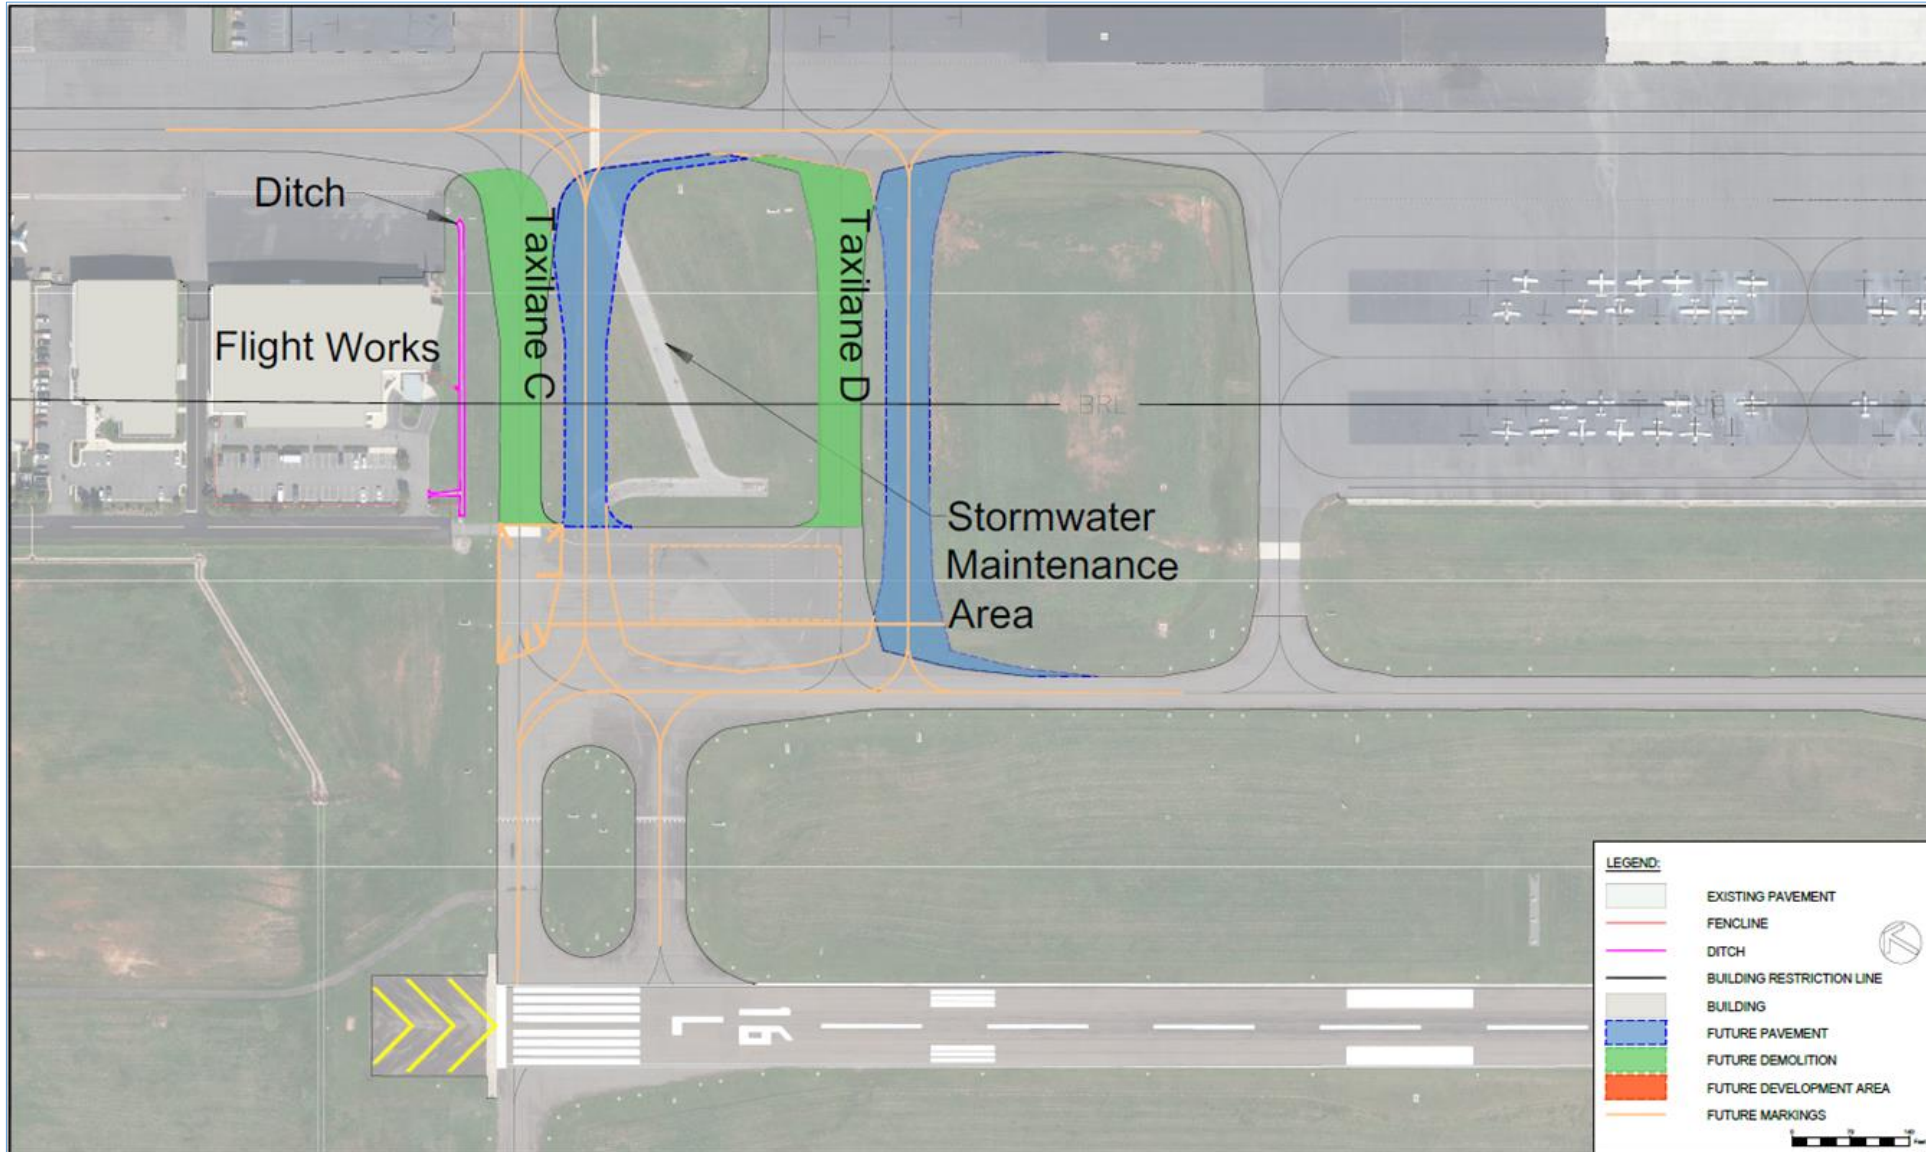 Ditch
Flight Works
Taxilane C
Taxilane D
BRL
Stormwater
Maintenance
Area
16
L
LEGEND:
EXISTING PAVEMENT
FENCLINE
DITCH
BUILDING RESTRICTION LINE
BUILDING
FUTURE PAVEMENT
FUTURE DEMOLITION
FUTURE DEVELOPMENT AREA
FUTURE MARKINGS
0